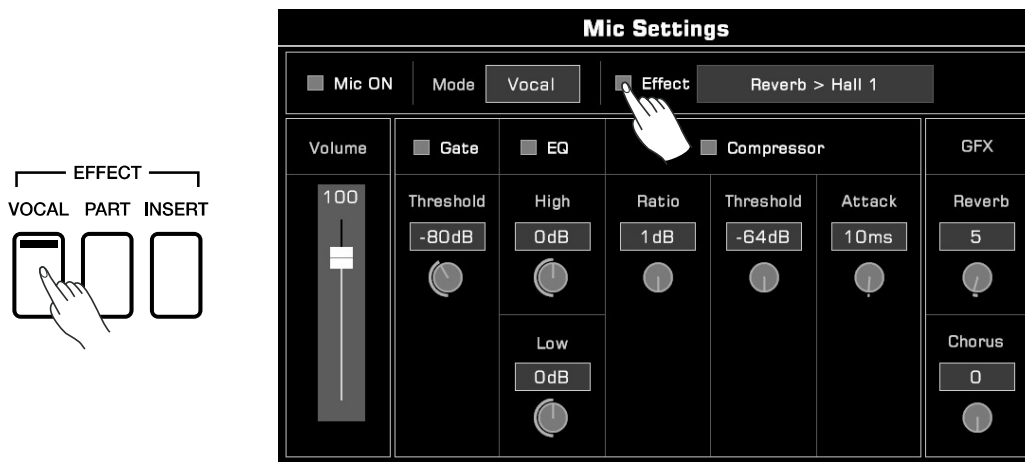 EFFECT
VOCAL PART INSERT
Mic Settings
Mic ON Mode Vocal Effect Reverb > Hall 1
Volume Gate EQ Compressor GFX
100 Threshold High Ratio Threshold Attack Reverb
-80dB 0dB 1dB -64dB 10ms 5
Low Chorus
0dB 0